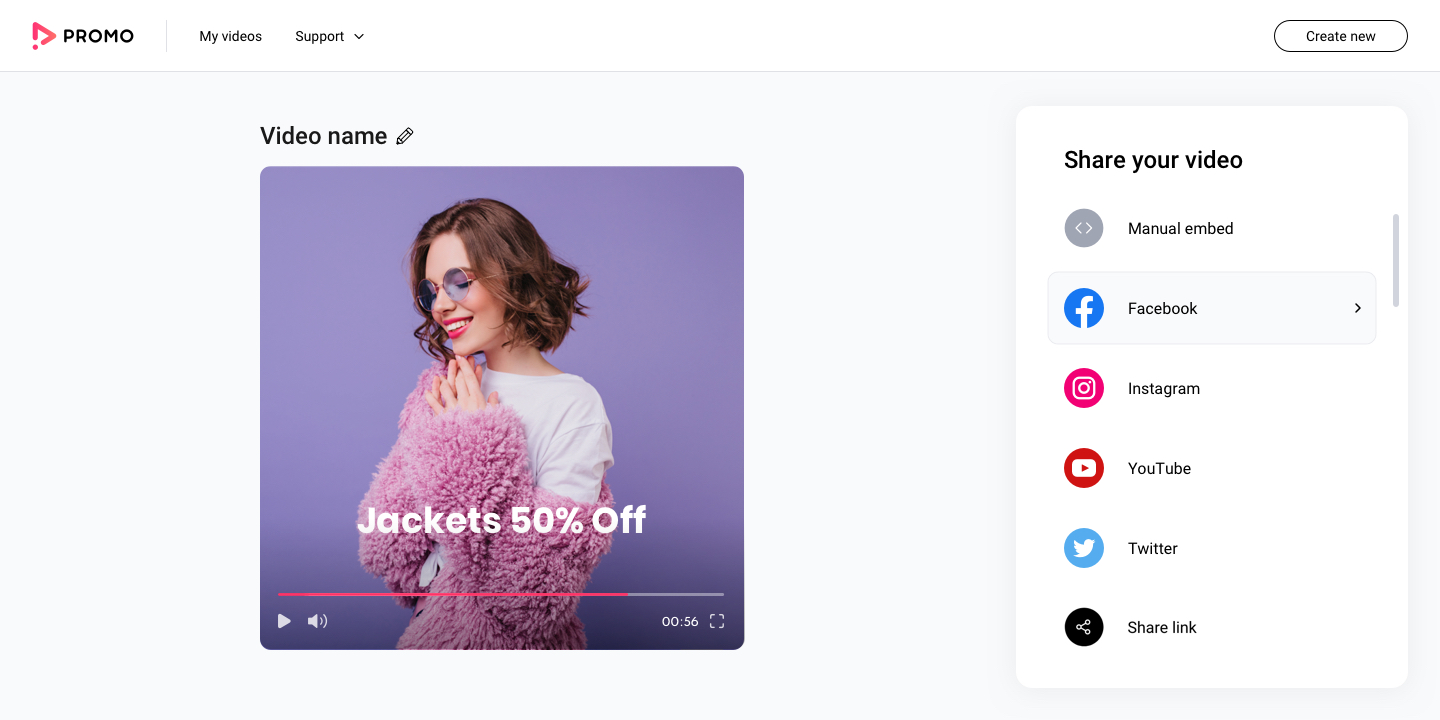 PROMO
My videos
Support
Create new
Video name
Jackets 50% Off
00:56
Share your video
Manual embed
Facebook
Instagram
YouTube
Twitter
Share link